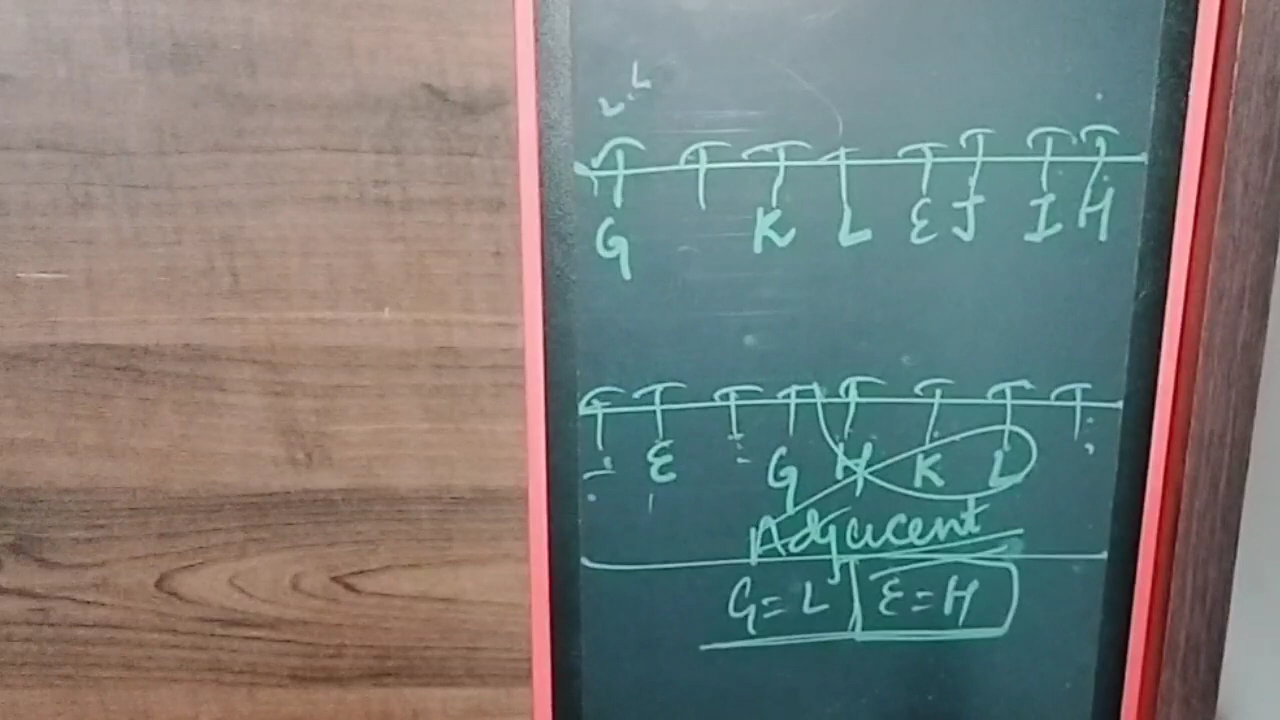 G K L E J I H
E G H K L
Adjacent
G = L E = H